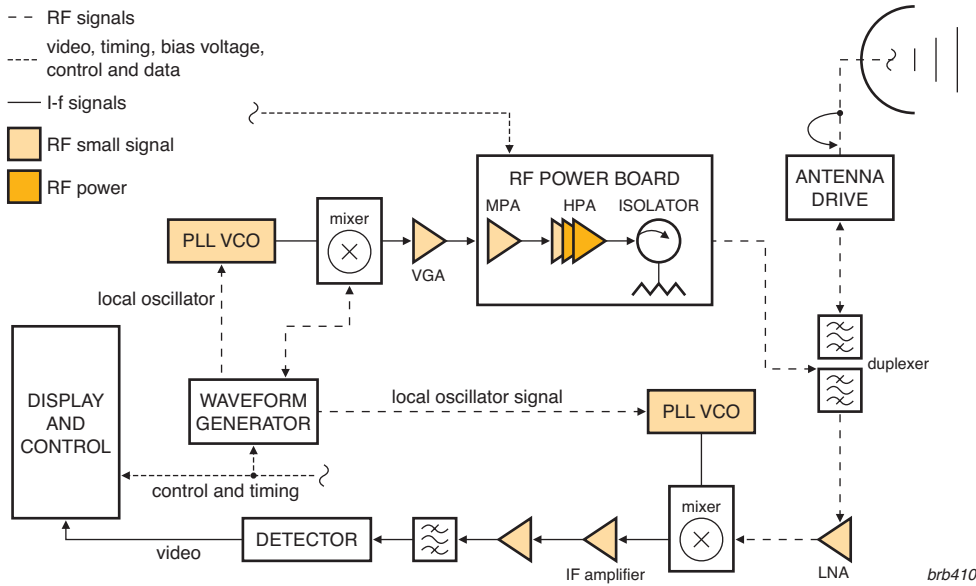 RF signals
video, timing, bias voltage,
control and data
I-f signals
RF small signal
RF power
RF POWER BOARD
MPA
HPA
ISOLATOR
ANTENNA
DRIVE
mixer
PLL VCO
VGA
local oscillator
duplexer
DISPLAY
AND
CONTROL
WAVEFORM
GENERATOR
local oscillator signal
PLL VCO
control and timing
mixer
video
DETECTOR
IF amplifier
LNA
brb410